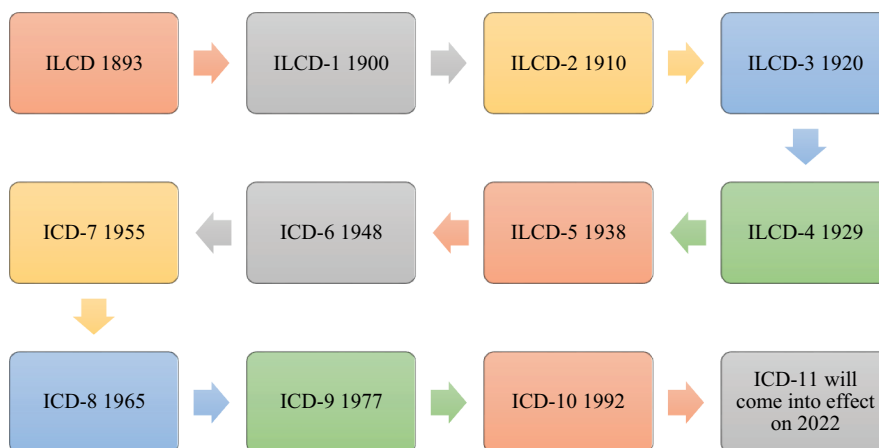 ILCD 1893
ILCD-1 1900
ILCD-2 1910
ILCD-3 1920
ILCD-4 1929
ILCD-5 1938
ICD-6 1948
ICD-7 1955
ICD-8 1965
ICD-9 1977
ICD-10 1992
ICD-11 will
come into effect
on 2022